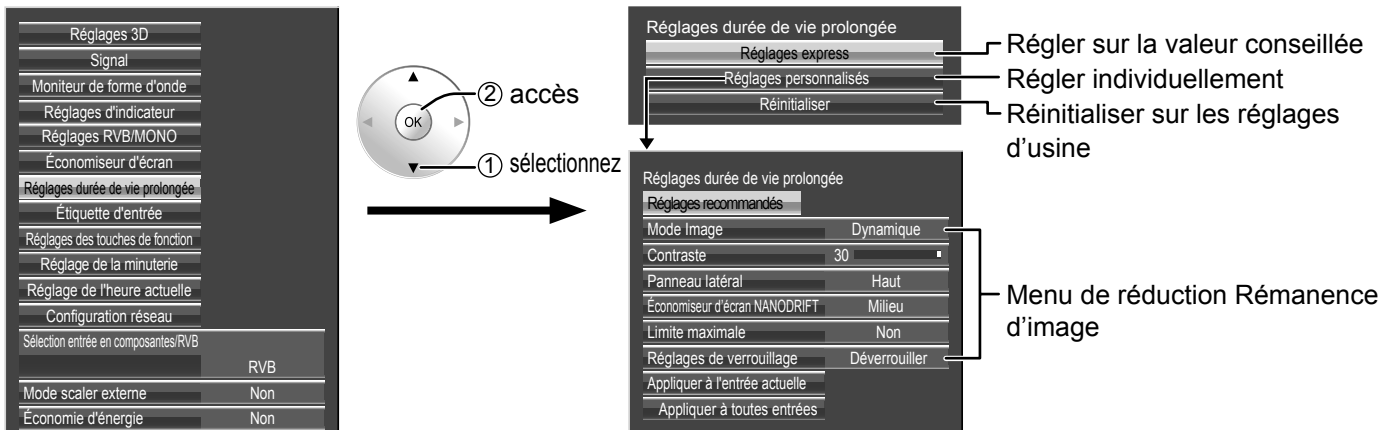 Réglages 3D
Signal
Moniteur de forme d'onde
Réglages d'indicateur
Réglages RVB/MONO
Économiseur d'écran
Réglages durée de vie prolongée
Étiquette d'entrée
Réglages des touches de fonction
Réglage de la minuterie
Réglage de l'heure actuelle
Configuration réseau
Sélection entrée en composantes/RVB
RVB
Mode scaler externe Non
Économie d'énergie Non
OK
② accès
① sélectionnez
Réglages durée de vie prolongée
Réglages express
Réglages personnalisés
Réinitialiser
Régler sur la valeur conseillée
Régler individuellement
Réinitialiser sur les réglages
d'usine
Réglages durée de vie prolongée
Réglages recommandés
Mode Image Dynamique
Contraste 30
Panneau latéral Haut
Économiseur d'écran NANODRIFT Milieu
Limite maximale Non
Réglages de verrouillage Déverrouiller
Appliquer à l'entrée actuelle
Appliquer à toutes entrées
Menu de réduction Rémanence
d'image